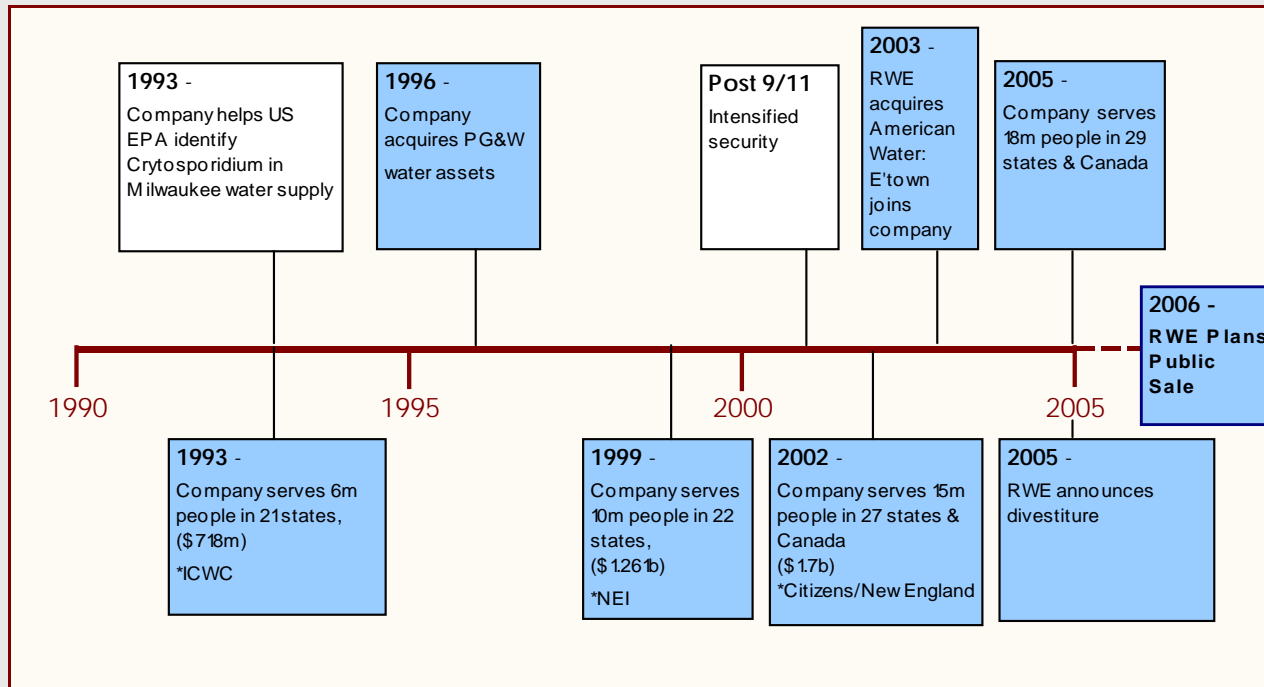 1993 -
Company helps US
EPA identify
Crytosporidium in
Milwaukee water supply
1996 -
Company
acquires PG&W
water assets
Post 9/11
Intensified
security
2003 -
RWE
acquires
American
Water:
E'town
joins
company
2005 -
Company serves
18m people in 29
states & Canada
2006 -
RWE Plans
Public
Sale
1990
1995
2000
2005
1993 -
Company serves 6m
people in 21 states,
($718m)
*ICWC
1999 -
Company serves
10m people in 22
states,
($1.261b)
*NEI
2002 -
Company serves 15m
people in 27 states &
Canada
($1.7b)
*Citizens/New England
2005 -
RWE announces
divestiture